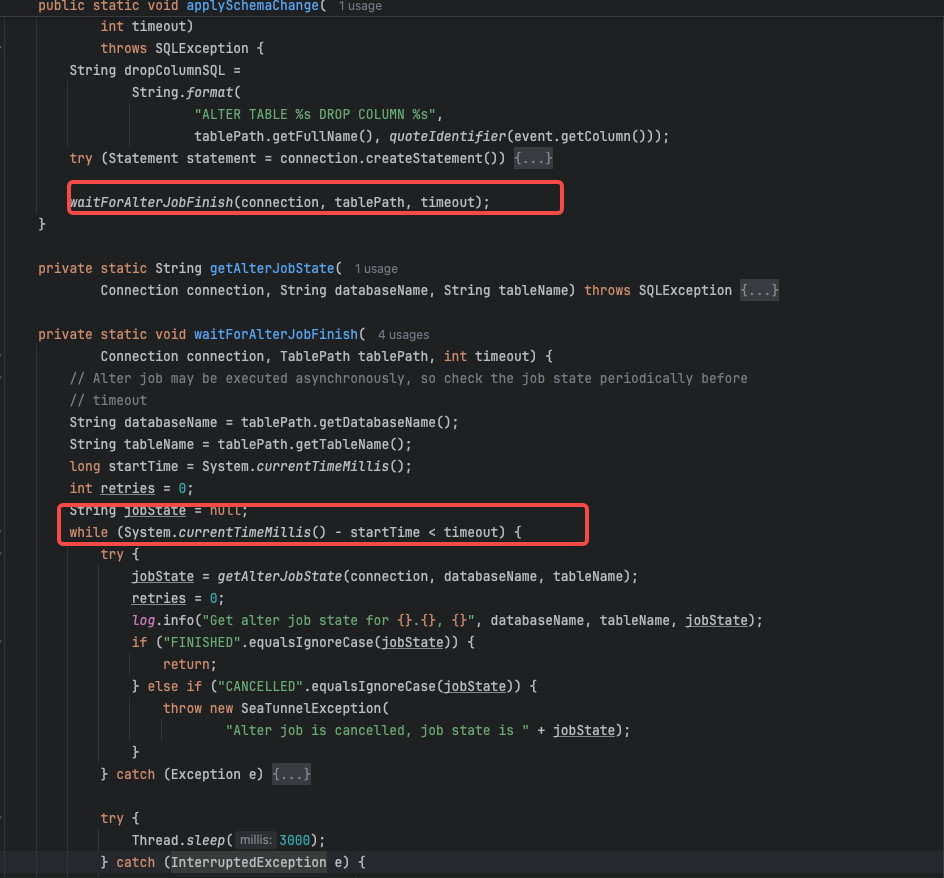 public static void applySchemaChange( 1 usage
int timeout)
throws SQLException {
String dropColumnSQL =
String.format(
"ALTER TABLE %s DROP COLUMN %s",
tablePath.getFullName(), quoteIdentifier(event.getColumn()));
try (Statement statement = connection.createStatement()) {...}
waitForAlterJobFinish(connection, tablePath, timeout);
}
private static String getAlterJobState( 1 usage
Connection connection, String databaseName, String tableName) throws SQLException {...}
private static void waitForAlterJobFinish( 4 usages
Connection connection, TablePath tablePath, int timeout) {
// Alter job may be executed asynchronously, so check the job state periodically before
// timeout
String databaseName = tablePath.getDatabaseName();
String tableName = tablePath.getTableName();
long startTime = System.currentTimeMillis();
int retries = 0;
String jobState = null;
while (System.currentTimeMillis() - startTime < timeout) {
try {
jobState = getAlterJobState(connection, databaseName, tableName);
retries = 0;
log.info("Get alter job state for {}.{}, {}", databaseName, tableName, jobState);
if ("FINISHED".equalsIgnoreCase(jobState)) {
return;
} else if ("CANCELLED".equalsIgnoreCase(jobState)) {
throw new SeaTunnelException(
"Alter job is cancelled, job state is " + jobState);
}
} catch (Exception e) {...}
try {
Thread.sleep( millis: 3000);
} catch (InterruptedException e) {